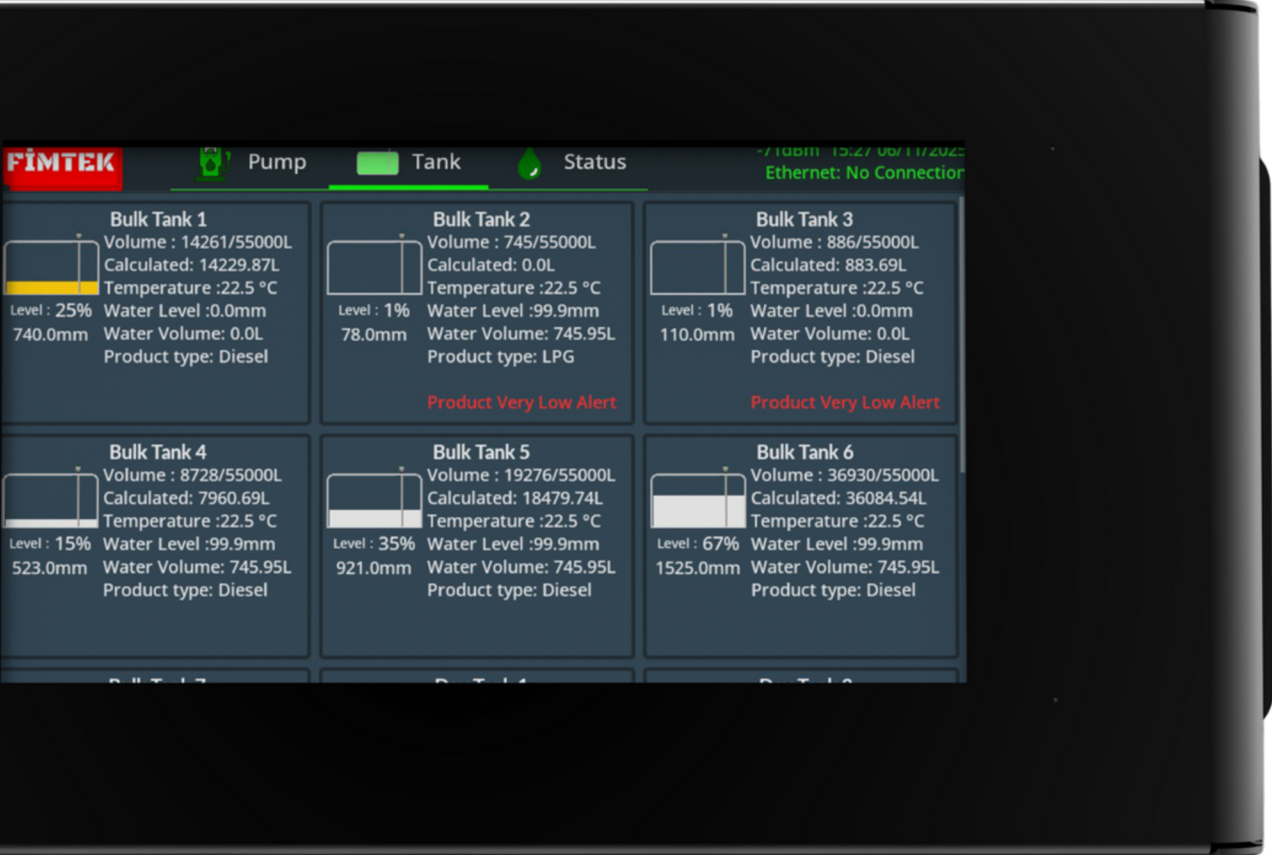 FİMTEK
Pump
Tank
Status
-71dBm 15:27 06/11/2025
Ethernet: No Connection
Bulk Tank 1
Volume : 14261/55000L
Calculated: 14229.87L
Temperature :22.5 °C
Level : 25%
Water Level :0.0mm
740.0mm
Water Volume: 0.0L
Product type: Diesel
Bulk Tank 2
Volume : 745/55000L
Calculated: 0.0L
Temperature :22.5 °C
Level : 1%
Water Level :99.9mm
78.0mm
Water Volume: 745.95L
Product type: LPG
Product Very Low Alert
Bulk Tank 3
Volume : 886/55000L
Calculated: 883.69L
Temperature :22.5 °C
Level : 1%
Water Level :0.0mm
110.0mm
Water Volume: 0.0L
Product type: Diesel
Product Very Low Alert
Bulk Tank 4
Volume : 8728/55000L
Calculated: 7960.69L
Temperature :22.5 °C
Level : 15%
Water Level :99.9mm
523.0mm
Water Volume: 745.95L
Product type: Diesel
Bulk Tank 5
Volume : 19276/55000L
Calculated: 18479.74L
Temperature :22.5 °C
Level : 35%
Water Level :99.9mm
921.0mm
Water Volume: 745.95L
Product type: Diesel
Bulk Tank 6
Volume : 36930/55000L
Calculated: 36084.54L
Temperature :22.5 °C
Level : 67%
Water Level :99.9mm
1525.0mm
Water Volume: 745.95L
Product type: Diesel